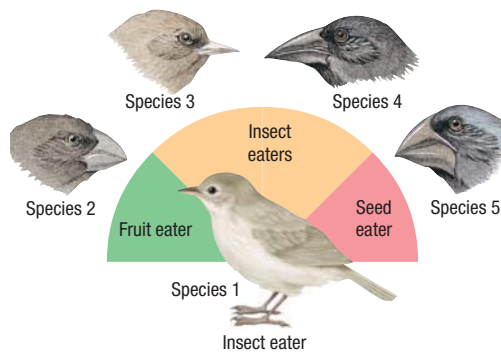 Species 3
Species 4
Insect
eaters
Species 2
Species 5
Fruit eater
Seed
eater
Species 1
Insect eater